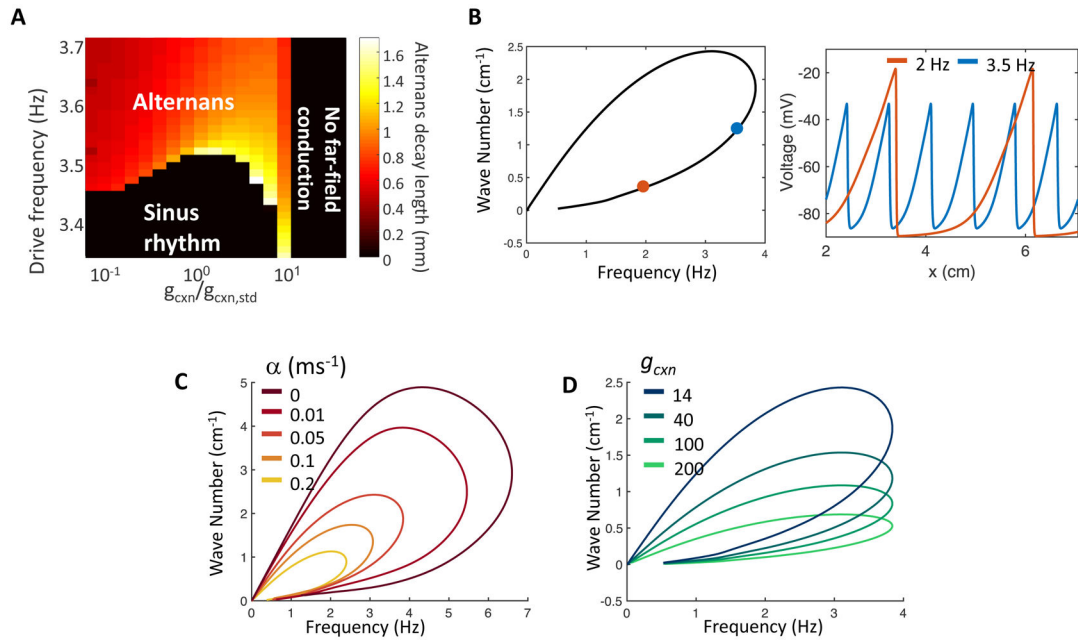 A
3.7
3.6
3.5
3.4
Drive frequency (Hz)
Alternans
Sinus
rhythm
No far-field
conduction
10⁻¹
10⁰
10¹
g_cxn/g_cxn,std
1.6
1.4
1.2
1
0.8
0.6
0.4
0.2
0
Alternans decay length (mm)
B
2.5
2
1.5
1
0.5
0
-0.5
Wave Number (cm⁻¹)
0
1
2
3
4
Frequency (Hz)
2 Hz
3.5 Hz
-20
-40
-60
-80
Voltage (mV)
2
4
6
x (cm)
C
α (ms⁻¹)
0
0.01
0.05
0.1
0.2
5
4
3
2
1
0
Wave Number (cm⁻¹)
0
1
2
3
4
5
6
7
Frequency (Hz)
D
g_cxn
14
40
100
200
2.5
2
1.5
1
0.5
0
-0.5
Wave Number (cm⁻¹)
0
1
2
3
4
Frequency (Hz)